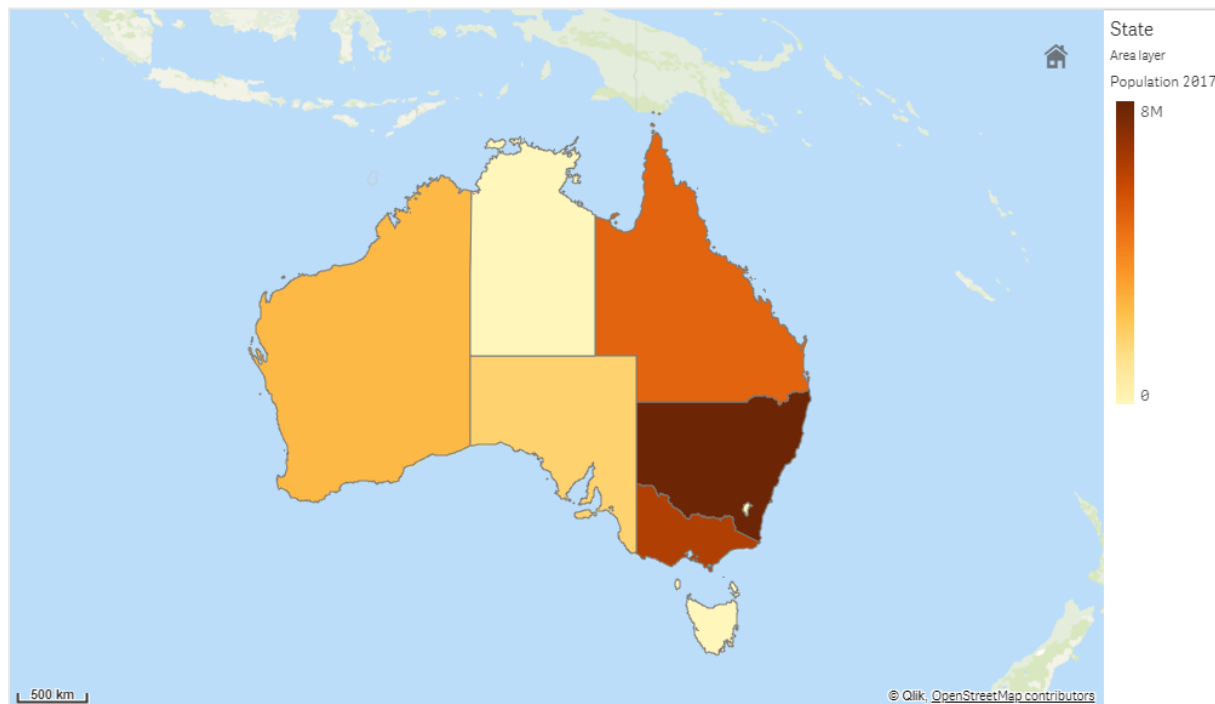 State
Area layer
Population 2017
8M
0
500 km
© Qlik, OpenStreetMap contributors